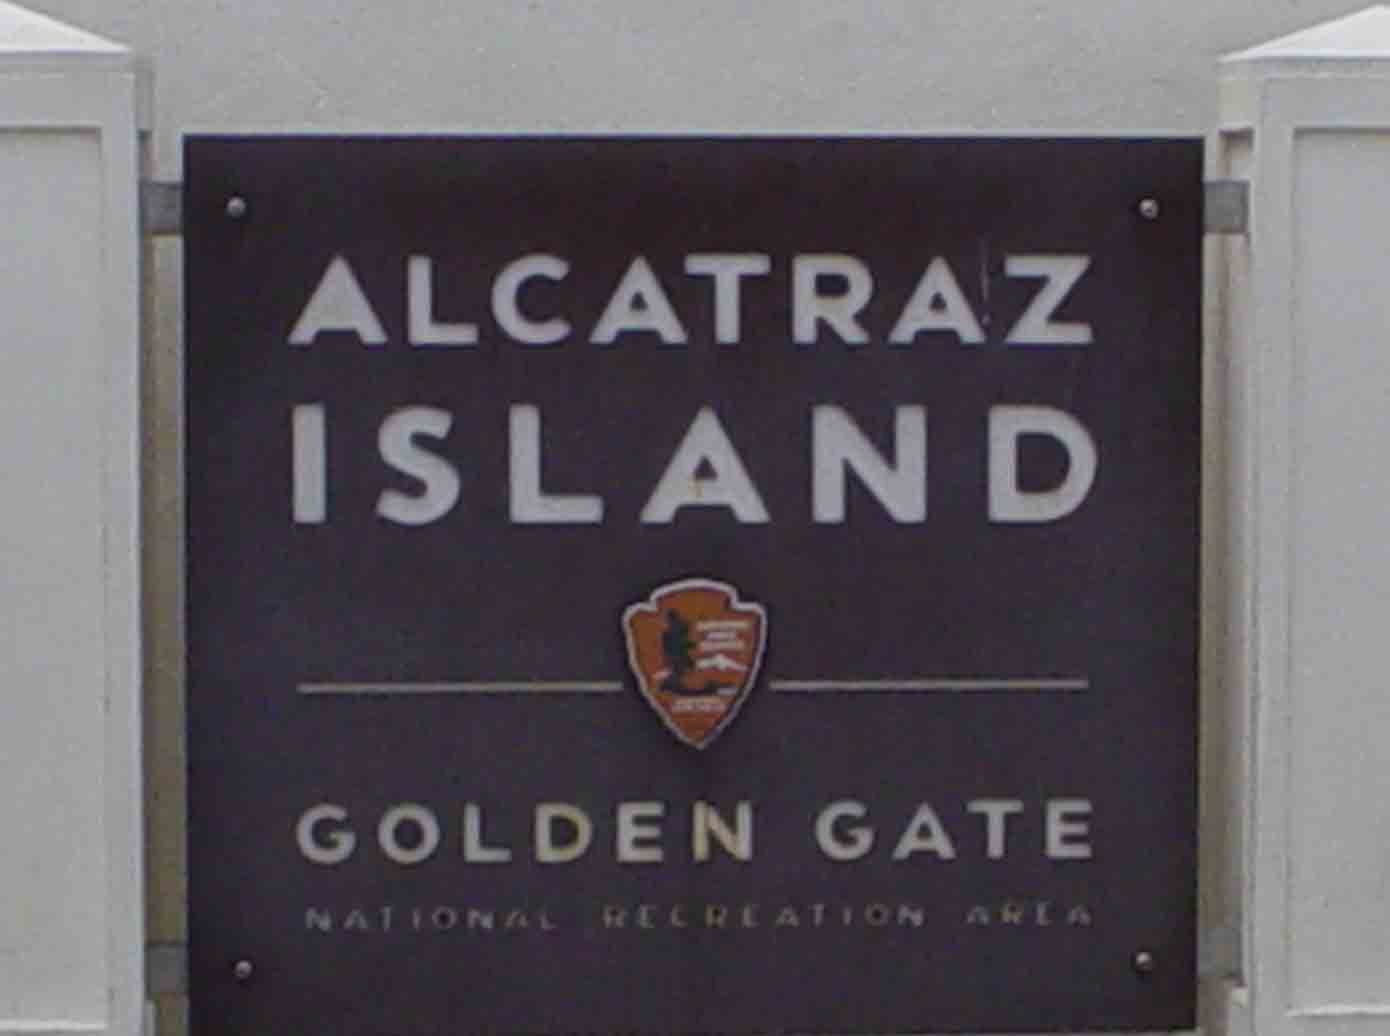 ALCATRAZ
ISLAND
GOLDEN GATE
NATIONAL RECREATION AREA